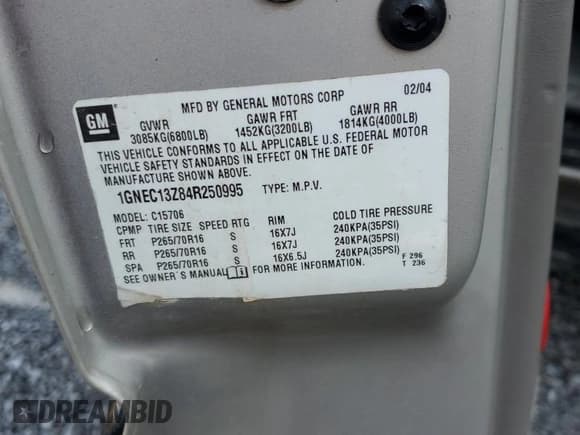 GM
MFD BY GENERAL MOTORS CORP 02/04
GVWR GAWR FRT GAWR RR
3085KG(6800LB) 1452KG(3200LB) 1814KG(4000LB)
THIS VEHICLE CONFORMS TO ALL APPLICABLE U.S. FEDERAL MOTOR
VEHICLE SAFETY STANDARDS IN EFFECT ON THE DATE OF
MANUFACTURE SHOWN ABOVE.
1GNEC13Z84R250995 TYPE: M.P.V.
MODEL: C15706
CPMP TIRE SIZE SPEED RTG RIM COLD TIRE PRESSURE
FRT P265/70R16 S 16X7J 240KPA(35PSI)
RR P265/70R16 S 16X7J 240KPA(35PSI)
SPA P265/70R16 S 16X6.5J 240KPA(35PSI)
SEE OWNER'S MANUAL i FOR MORE INFORMATION.
F 296
T 236
DREAMBID